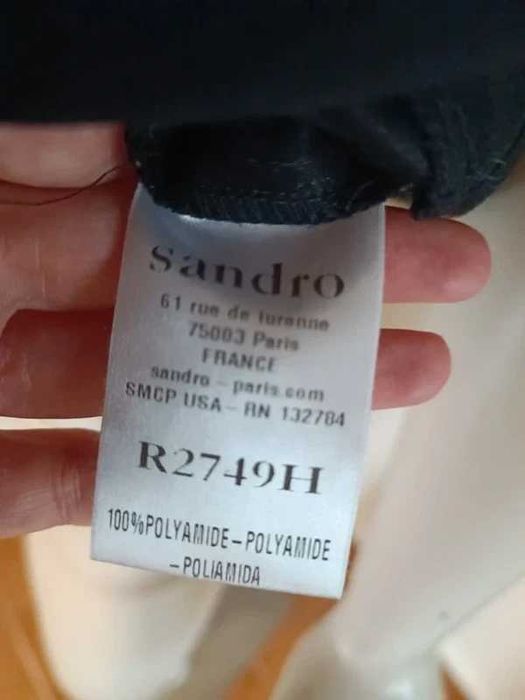 sandro
61 rue de turenne
75003 Paris
FRANCE
sandro - paris.com
SMCP USA - RN 132784
R2749H
100%POLYAMIDE-POLYAMIDE
-POLIAMIDA